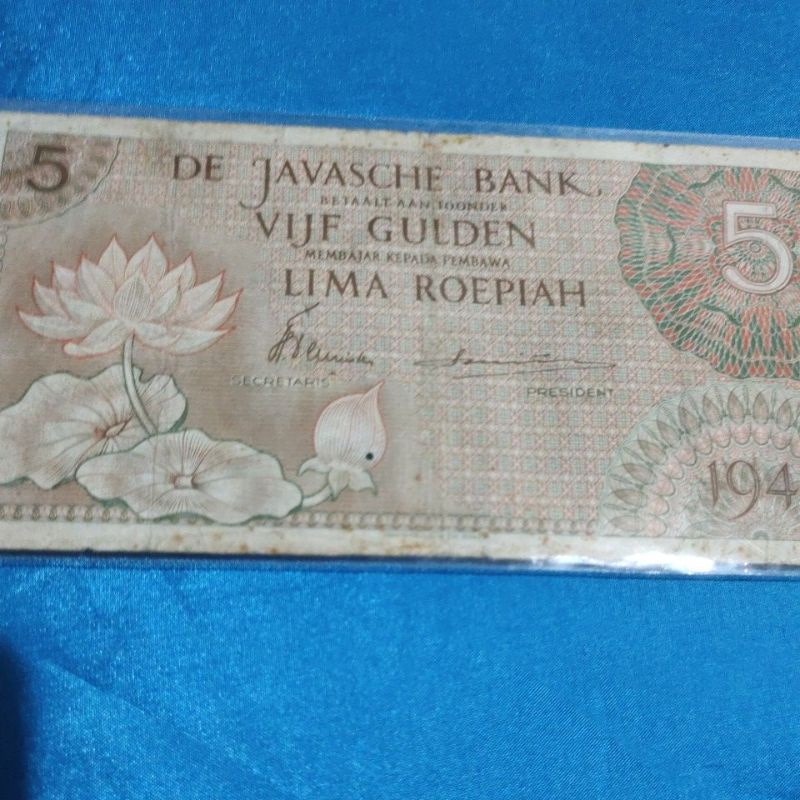 5
DE JAVASCHE BANK,
BETAALT AAN TOONDER
VIJF GULDEN
MEMBAJAR KEPADA PEMBAWA
LIMA ROEPIAH
5
SECRETARIS
PRESIDENT
194